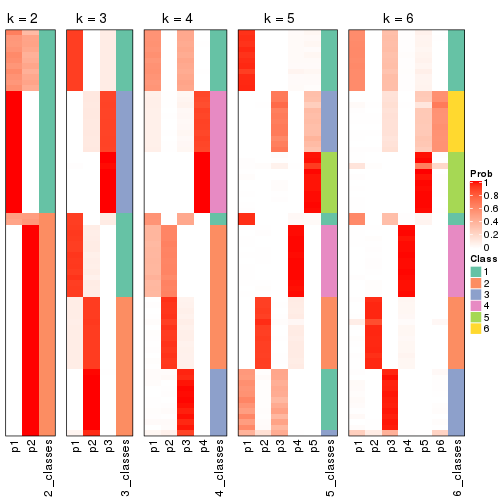 k = 2
k = 3
k = 4
k = 5
k = 6
p1
p2
2_classes
p1
p2
p3
3_classes
p1
p2
p3
p4
4_classes
p1
p2
p3
p4
p5
5_classes
p1
p2
p3
p4
p5
p6
6_classes
Prob
1
0.8
0.6
0.4
0.2
0
Class
1
2
3
4
5
6